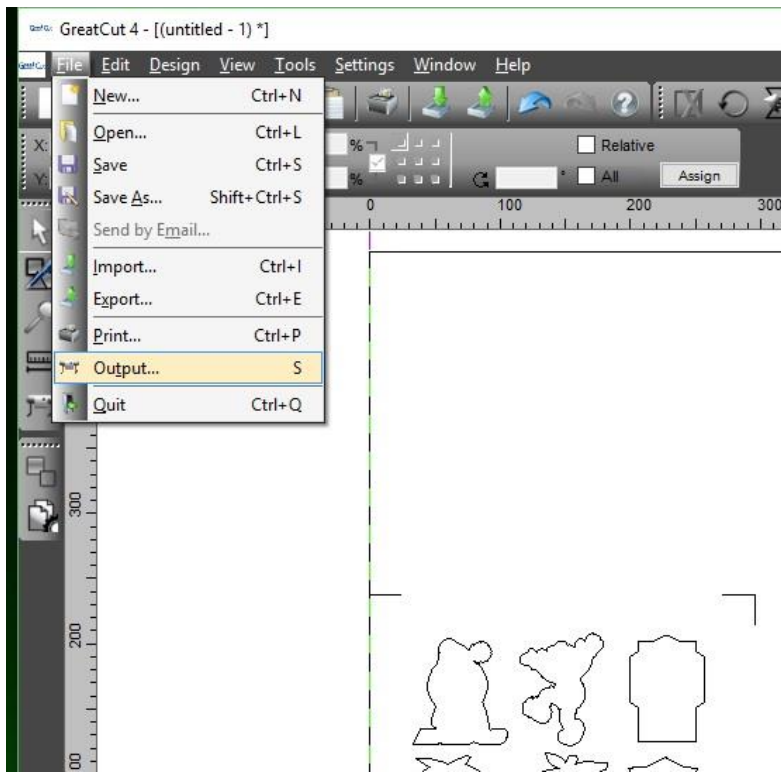 GreatCut 4 - [(untitled - 1) *]
File Edit Design View Tools Settings Window Help
New... Ctrl+N
Open... Ctrl+L
Save Ctrl+S
Save As... Shift+Ctrl+S
Send by Email...
Import... Ctrl+I
Export... Ctrl+E
Print... Ctrl+P
Output... S
Quit Ctrl+Q
X: % Relative
Y: % ° All Assign
0 100 200 300
300
200
00